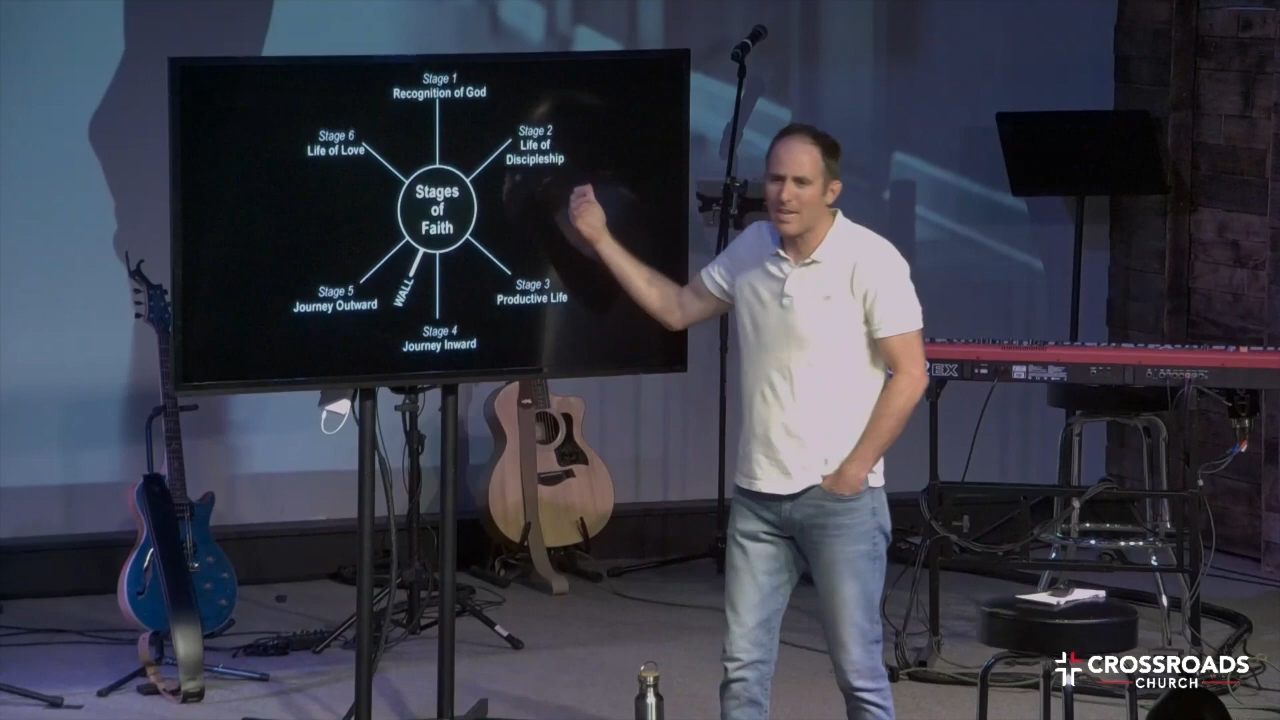 Stage 1
Recognition of God
Stage 2
Life of
Discipleship
Stage 3
Productive Life
Stage 4
Journey Inward
WALL
Stage 5
Journey Outward
Stage 6
Life of Love
Stages
of
Faith
EX
CROSSROADS
CHURCH